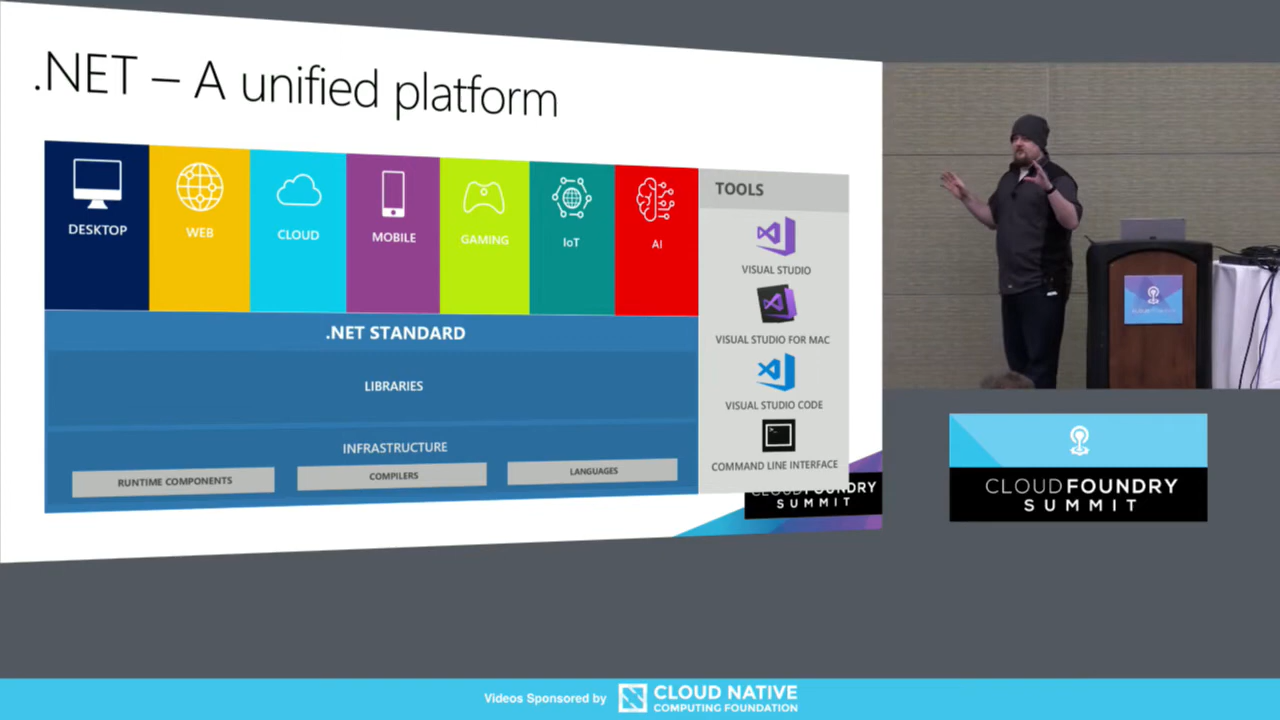 .NET – A unified platform
DESKTOP
WEB
CLOUD
MOBILE
GAMING
IoT
AI
.NET STANDARD
LIBRARIES
INFRASTRUCTURE
RUNTIME COMPONENTS
COMPILERS
LANGUAGES
TOOLS
VISUAL STUDIO
VISUAL STUDIO FOR MAC
VISUAL STUDIO CODE
>_
COMMAND LINE INTERFACE
CLOUDFOUNDRY
SUMMIT
CLOUDFOUNDRY
SUMMIT
Videos Sponsored by
CLOUD NATIVE
COMPUTING FOUNDATION